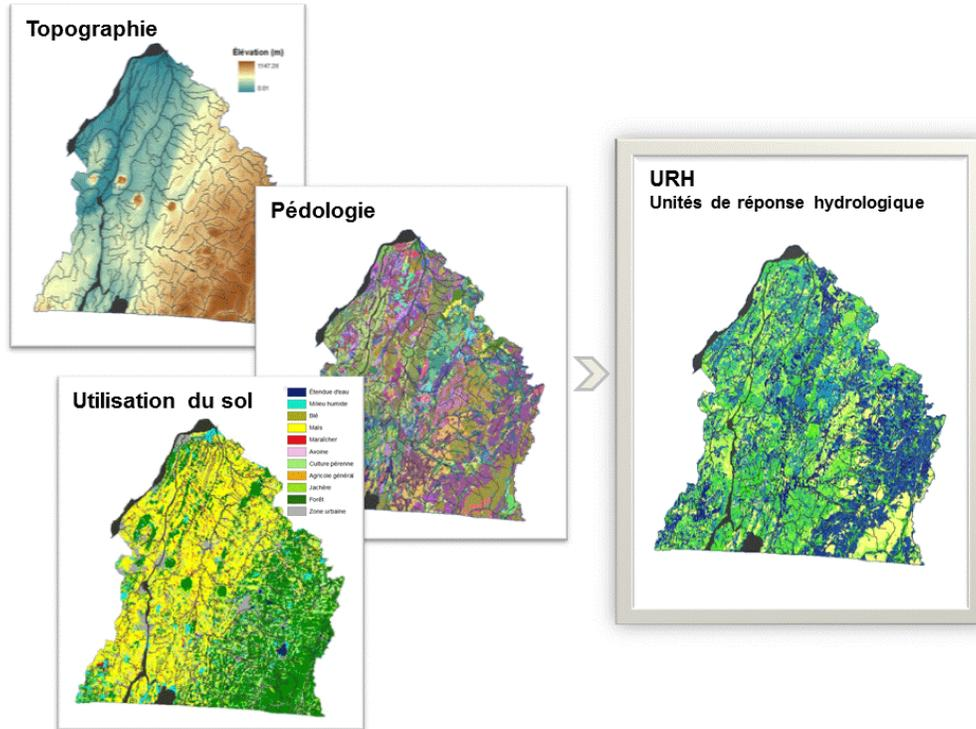 Topographie
Élévation (m)
1147.28
0.01
Pédologie
Utilisation du sol
Étendue d'eau
Milieu humide
Blé
Maïs
Maraîcher
Avoine
Culture pérenne
Agricole général
Jachère
Forêt
Zone urbaine
URH
Unités de réponse hydrologique